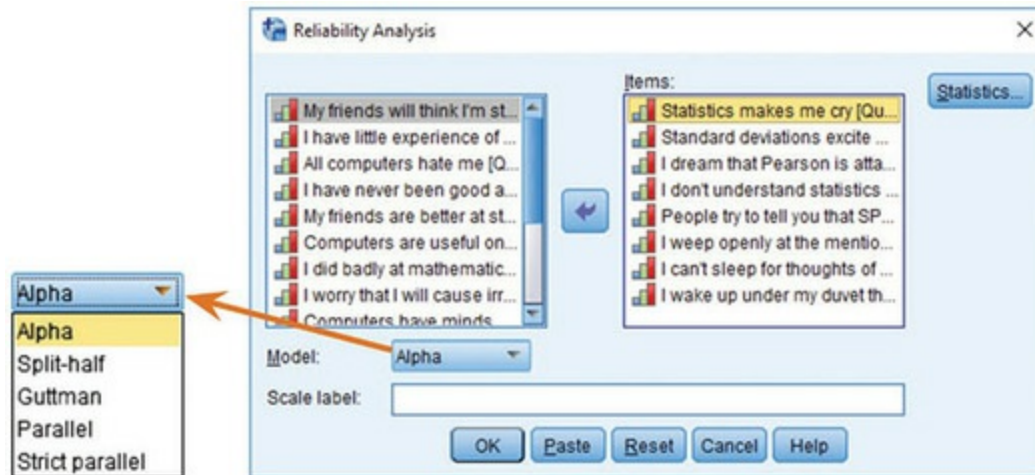 Reliability Analysis
Items:
Statistics...
My friends will think I'm st...
I have little experience of ...
All computers hate me [Q...
I have never been good a...
My friends are better at st...
Computers are useful on...
I did badly at mathematic...
I worry that I will cause irr...
Computers have minds
Statistics makes me cry [Qu...
Standard deviations excite ...
I dream that Pearson is atta...
I don't understand statistics ...
People try to tell you that SP...
I weep openly at the mentio...
I can't sleep for thoughts of ...
I wake up under my duvet th...
Model:
Alpha
Scale label:
OK
Paste
Reset
Cancel
Help
Alpha
Alpha
Split-half
Guttman
Parallel
Strict parallel